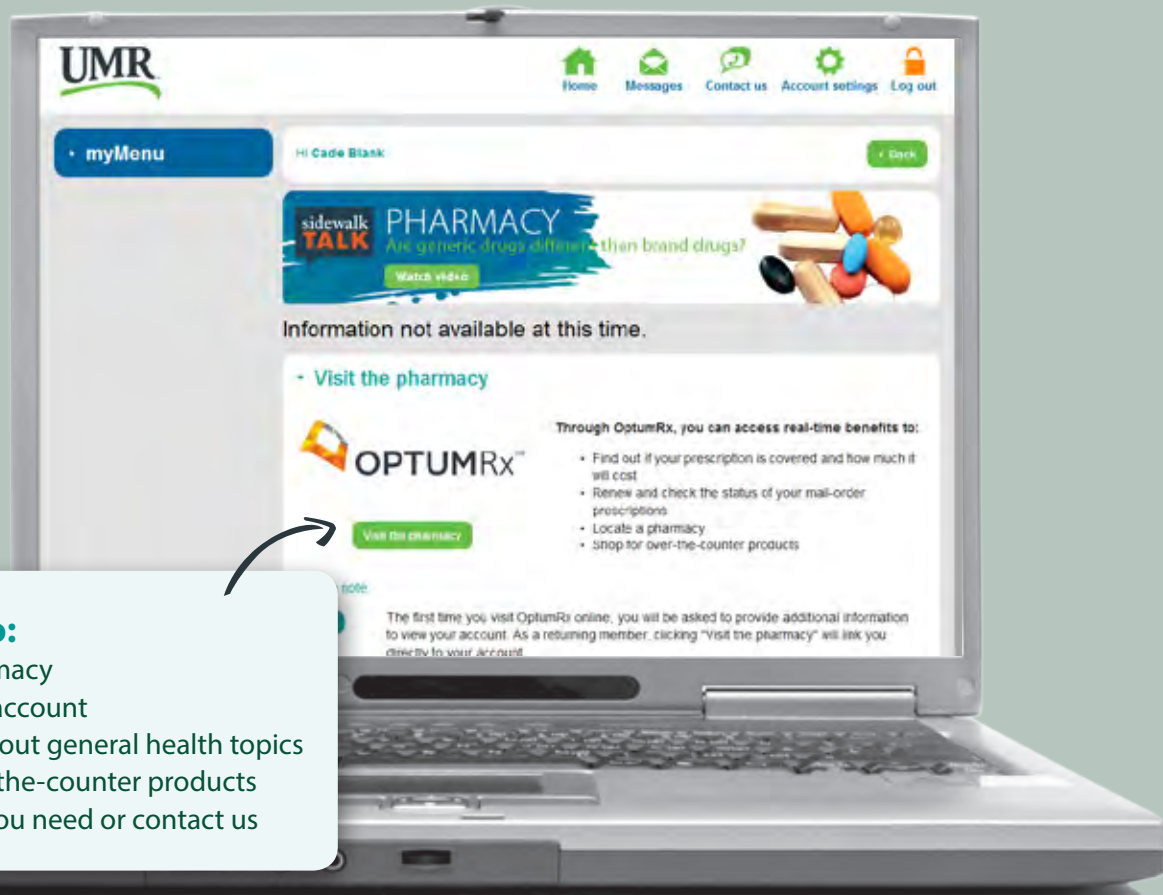 UMR
Home Messages Contact us Account settings Log out
myMenu
Hi Cade Blank
‹ Back
sidewalk
TALK
PHARMACY
Are generic drugs different than brand drugs?
Watch video
Information not available at this time.
Visit the pharmacy
OPTUMRx™
Visit the pharmacy
Through OptumRx, you can access real-time benefits to:
• Find out if your prescription is covered and how much it
will cost
• Renew and check the status of your mail-order
prescriptions
• Locate a pharmacy
• Shop for over-the-counter products
note
The first time you visit OptumRx online, you will be asked to provide additional information
to view your account. As a returning member, clicking "Visit the pharmacy" will link you
directly to your account.
o:
macy
account
out general health topics
the-counter products
ou need or contact us